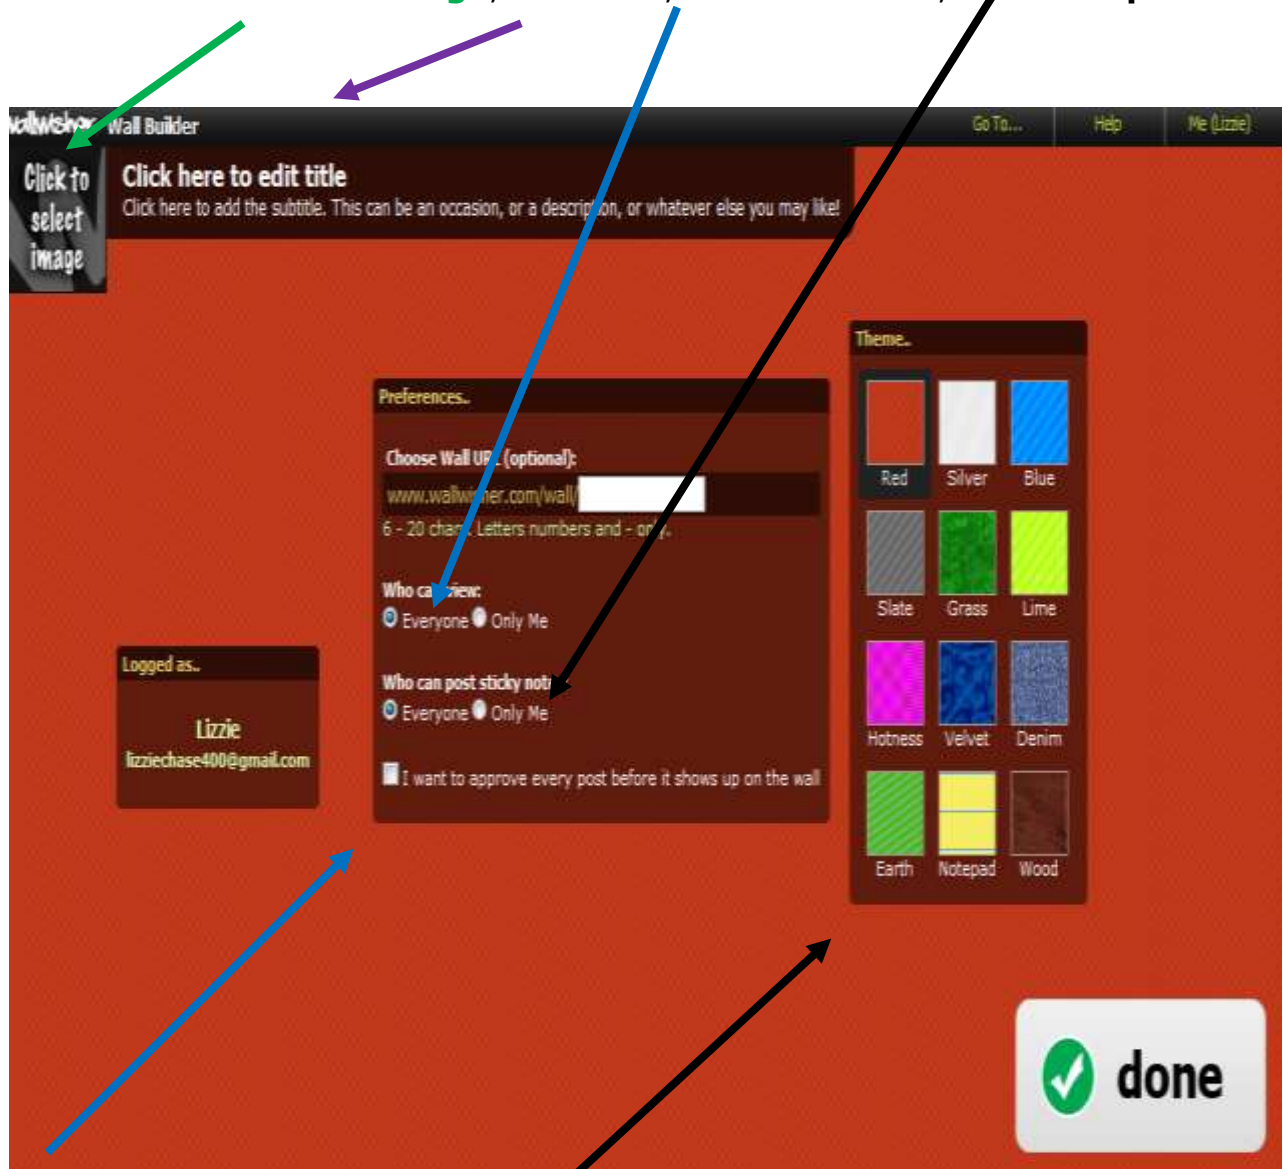 wallwisher Wall Builder
Go To...
Help
Me (Lizzie)
Click to
select
image
Click here to edit title
Click here to add the subtitle. This can be an occasion, or a description, or whatever else you may like!
Theme..
Red
Silver
Blue
Slate
Grass
Lime
Hotness
Velvet
Denim
Earth
Notepad
Wood
Preferences..
Choose Wall URL (optional):
www.wallwisher.com/wall/
6 - 20 chars. Letters numbers and - only.
Who can view:
Everyone
Only Me
Who can post sticky
Everyone
Only Me
I want to approve every post before it shows up on the wall
Logged as..
Lizzie
lizziechase400@gmail.com
done